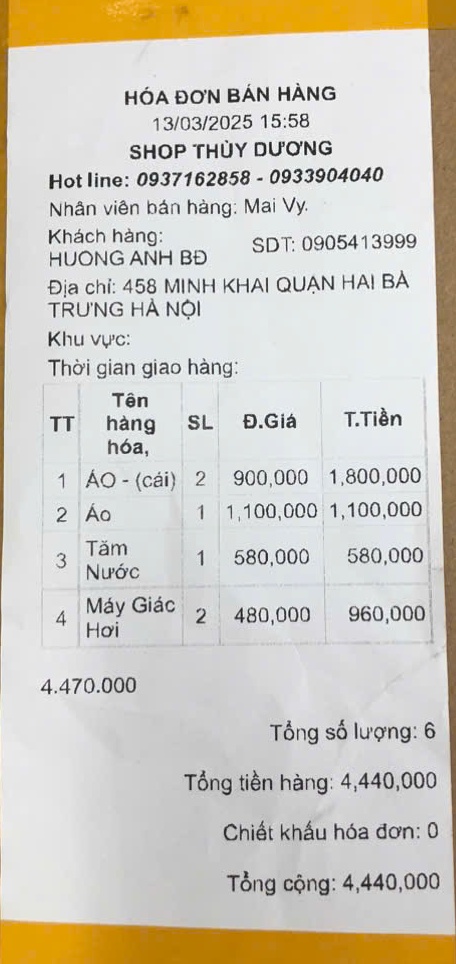 HÓA ĐƠN BÁN HÀNG
13/03/2025 15:58
SHOP THÙY DƯƠNG
Hot line: 0937162858 - 0933904040
Nhân viên bán hàng: Mai Vy.
Khách hàng:
HUONG ANH BĐ
SDT: 0905413999
Địa chỉ: 458 MINH KHAI QUẬN HAI BÀ
TRƯNG HÀ NỘI
Khu vực:
Thời gian giao hàng:
TT Tên hàng hóa, SL Đ.Giá T.Tiền
1 ÁO - (cái) 2 900,000 1,800,000
2 Áo 1 1,100,000 1,100,000
3 Tăm Nước 1 580,000 580,000
4 Máy Giác Hơi 2 480,000 960,000
4.470.000
Tổng số lượng: 6
Tổng tiền hàng: 4,440,000
Chiết khấu hóa đơn: 0
Tổng cộng: 4,440,000